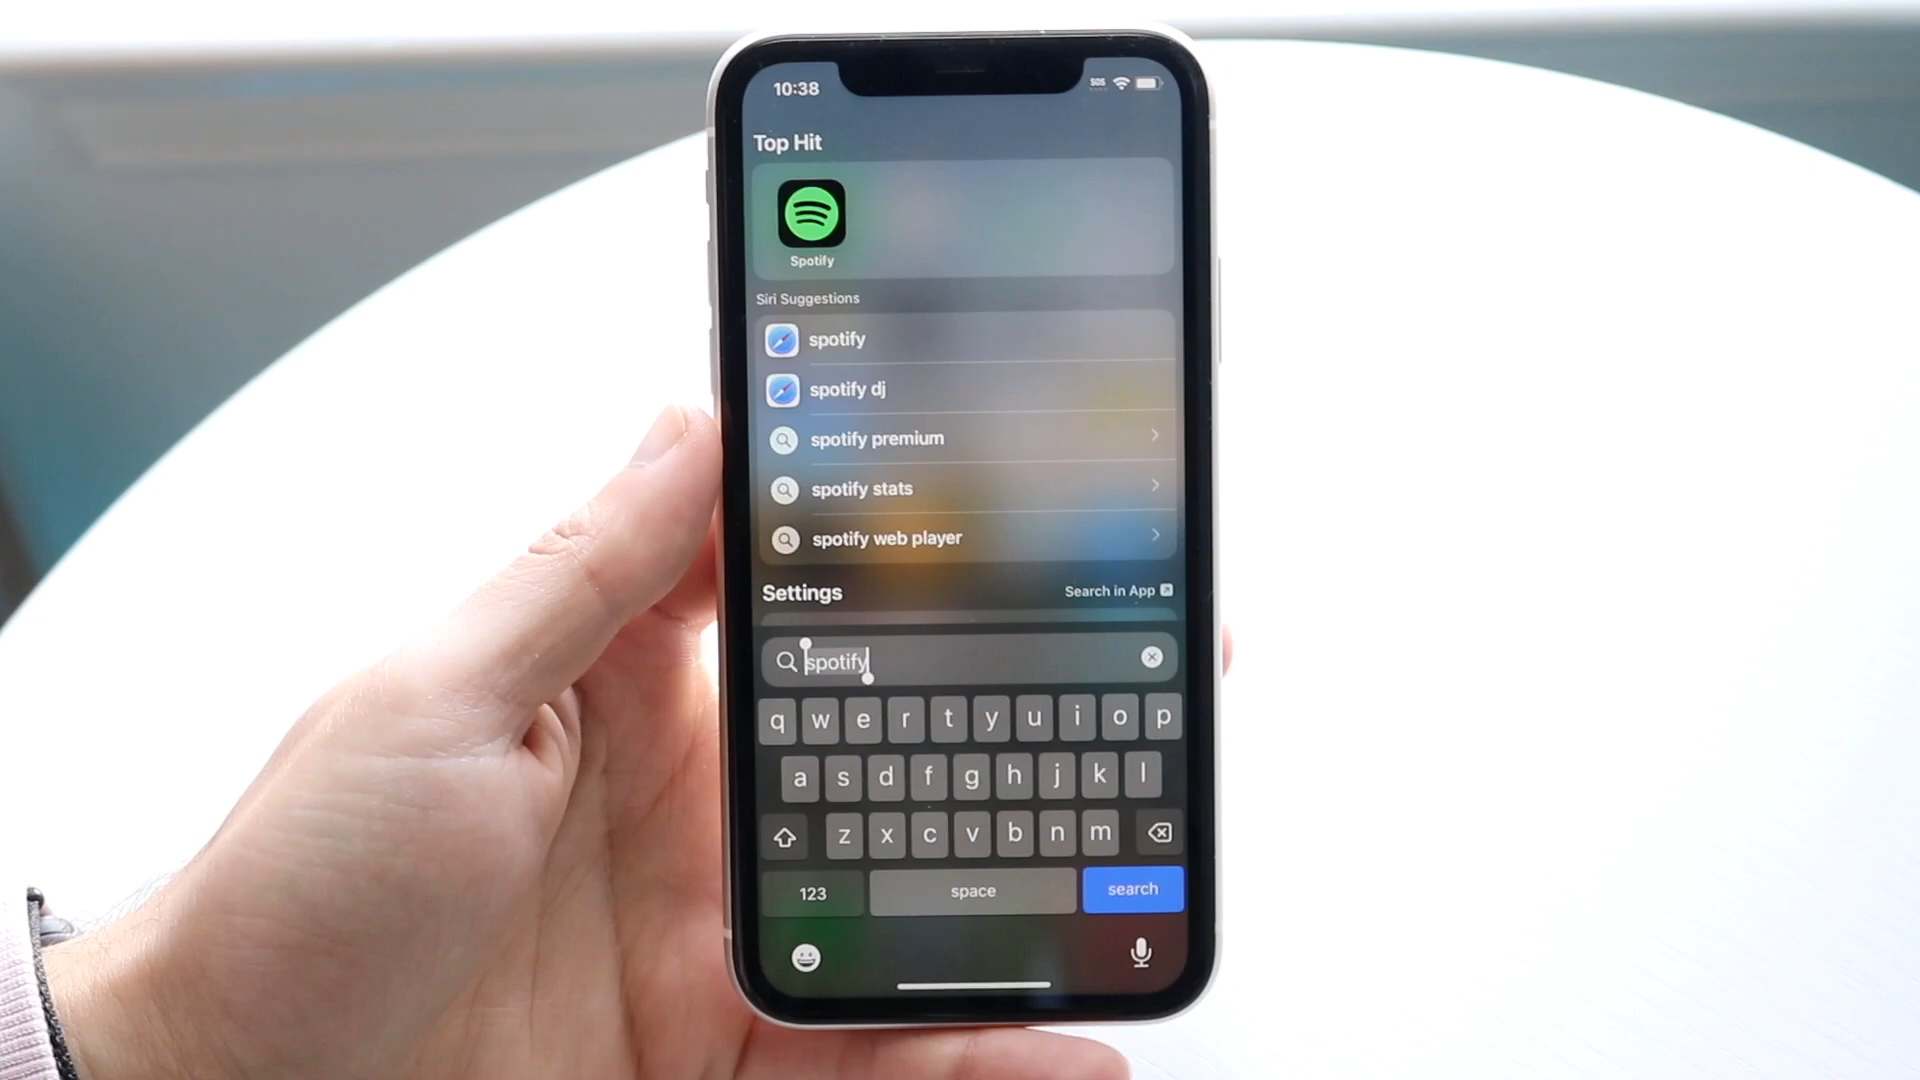 10:38
SOS
Top Hit
Spotify
Siri Suggestions
spotify
spotify dj
spotify premium
spotify stats
spotify web player
Settings
Search in App
spotify
q w e r t y u i o p
a s d f g h j k l
z x c v b n m
123 space search